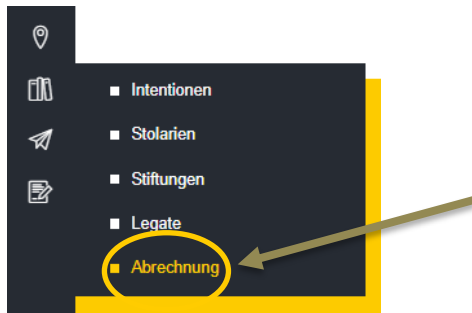 Intentionen
Stolarien
Stiftungen
Legate
Abrechnung